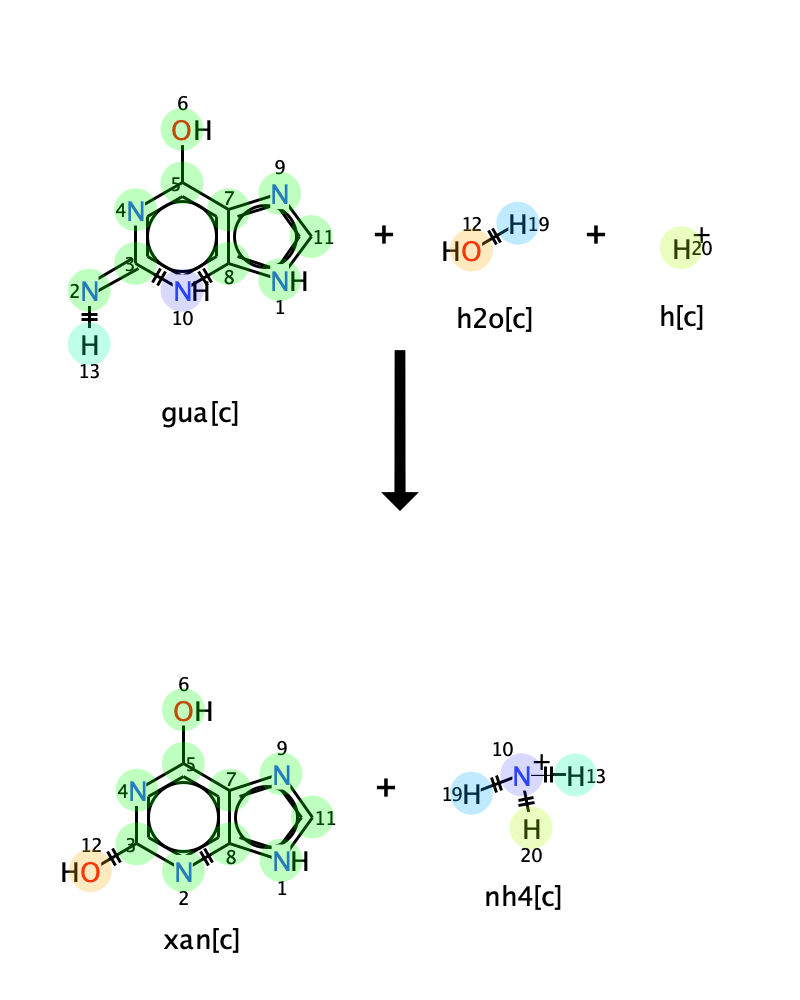 6
OH
9
5
7
N
4N
+
12
H19
+
+
11
HO
H20
3
8
2N
NH
NH
10
1
h2o[c]
h[c]
H
13
gua[c]
6
OH
9
5
7
N
10
+
4N
+
N
H13
11
19H
12
3
8
H
HO
N
NH
20
2
1
nh4[c]
xan[c]